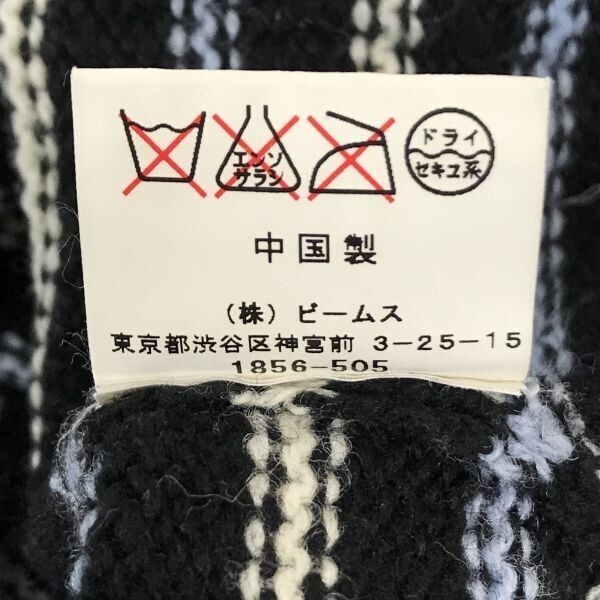 エンソ
サラシ
ドライ
セキユ系
中国製
(株)ビームス
東京都渋谷区神宮前 3-25-15
1856-505